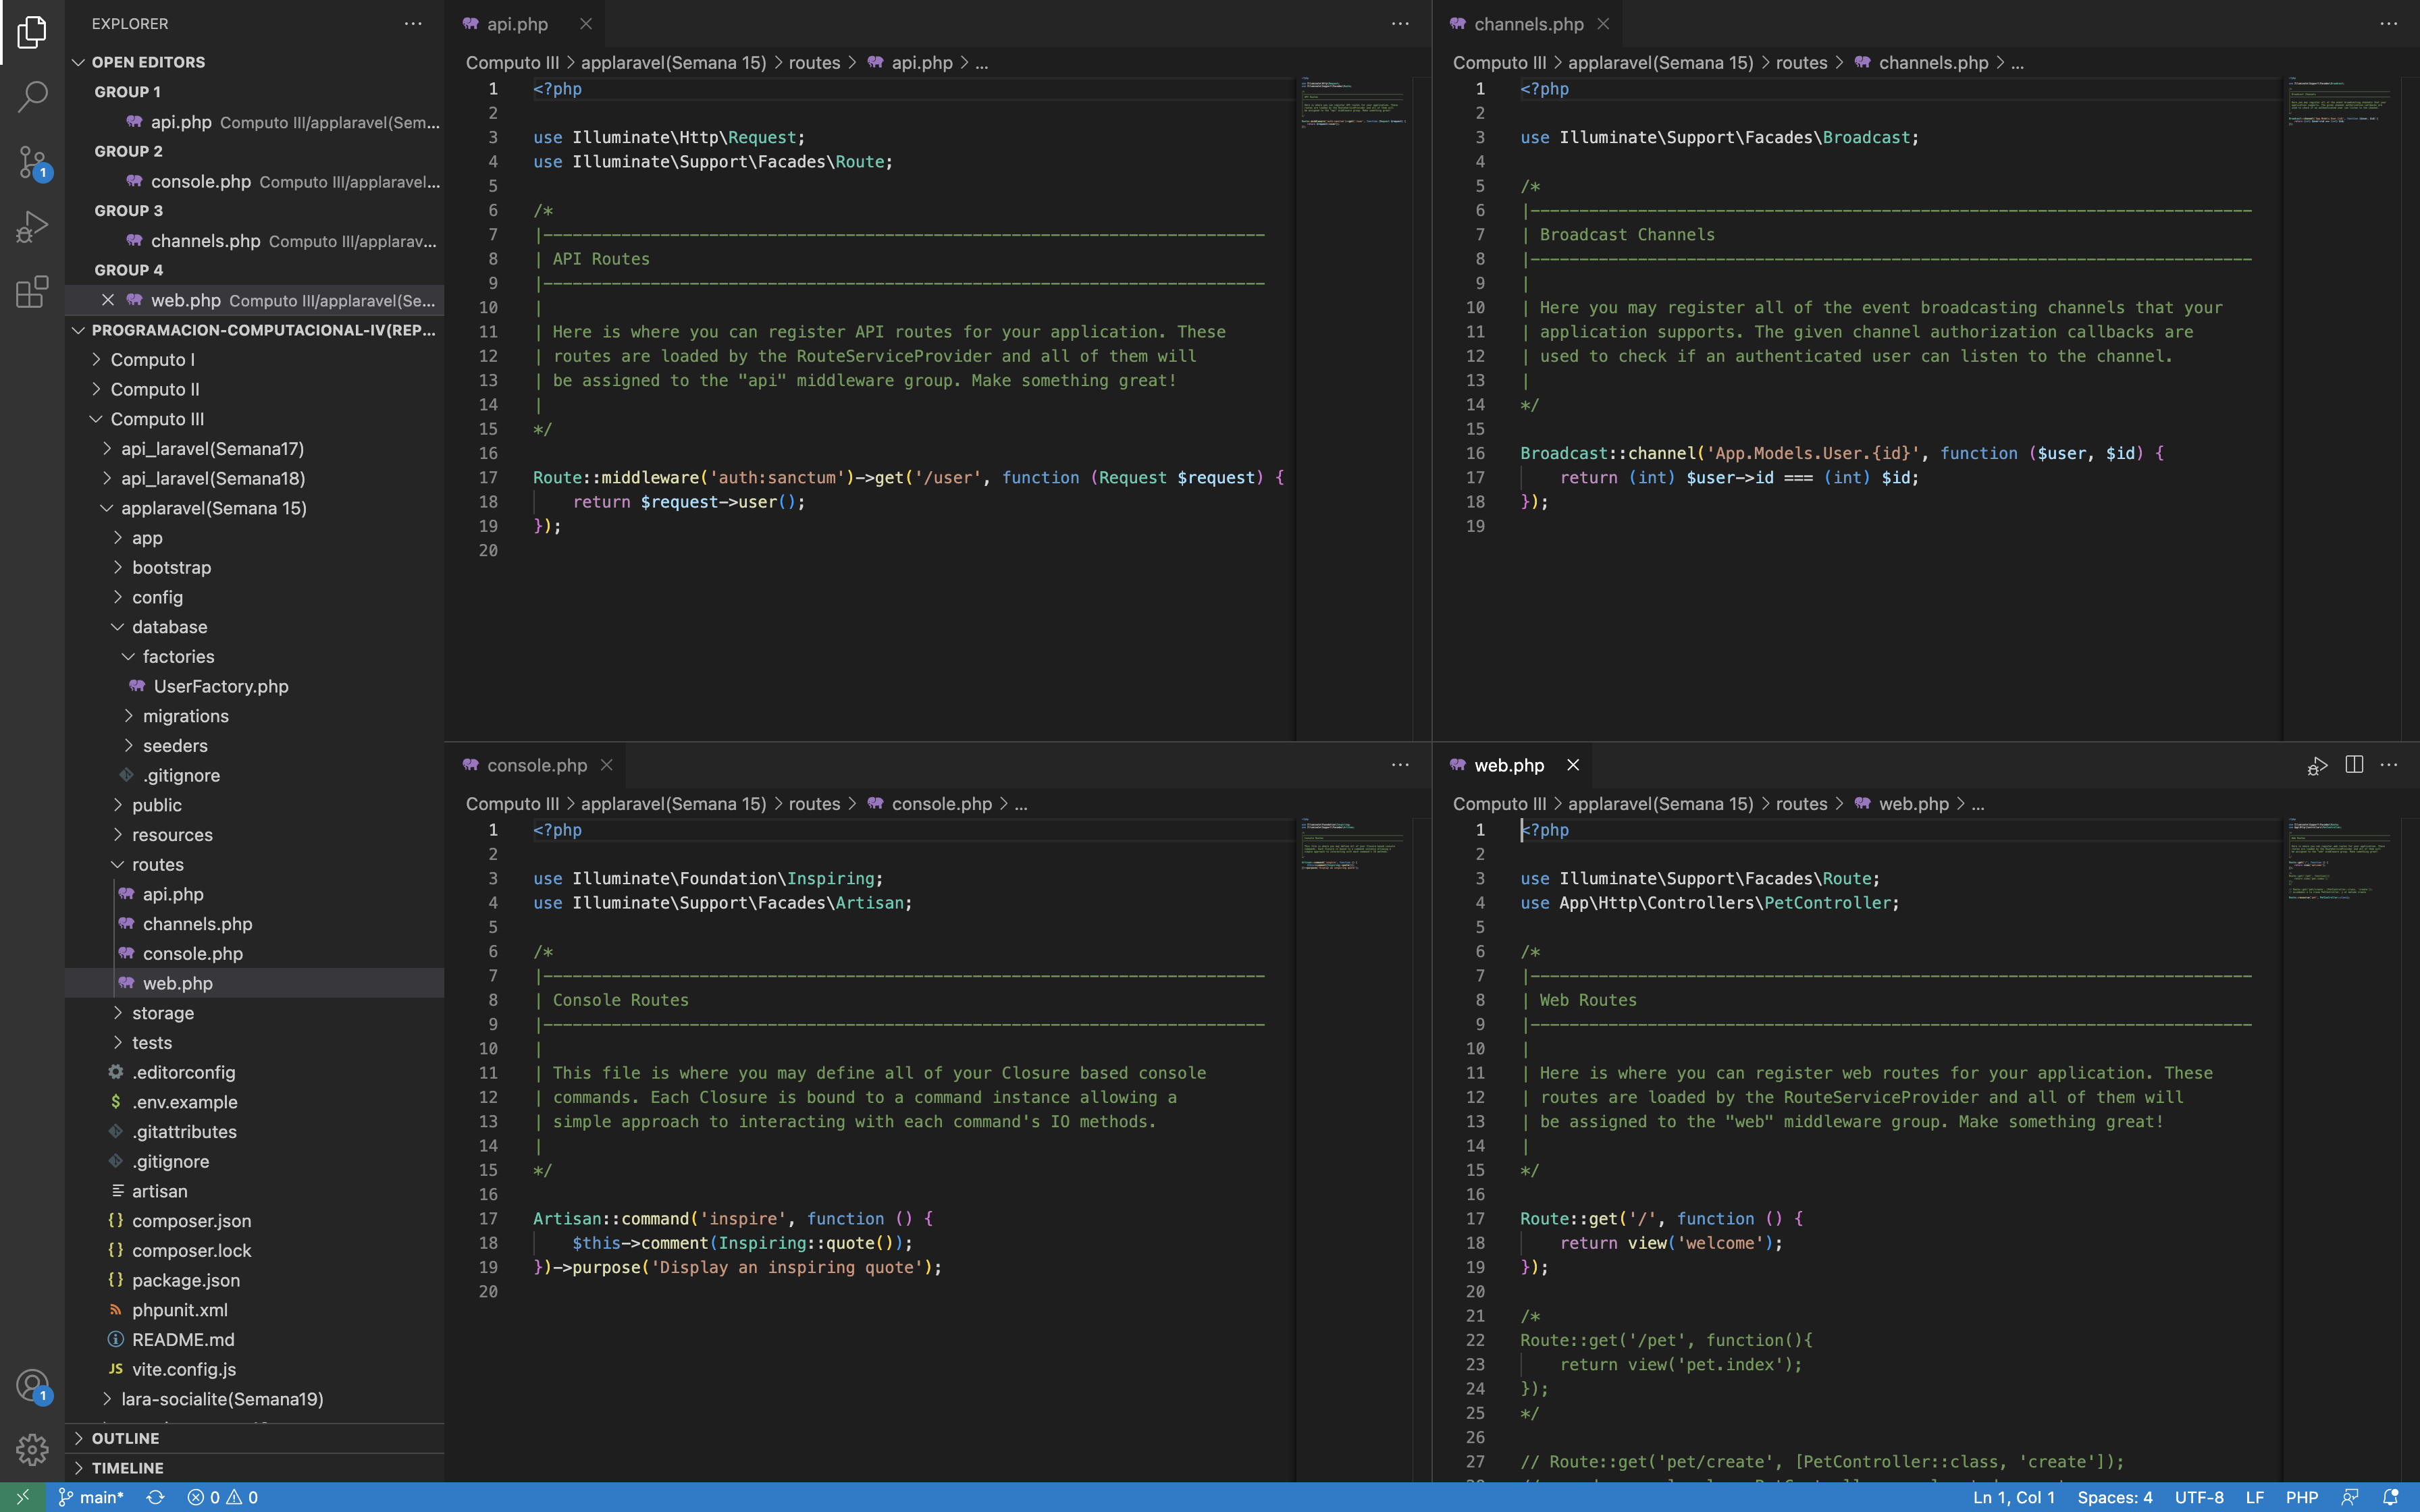 EXPLORER
OPEN EDITORS
GROUP 1
api.php Computo III/applaravel(Sem...
GROUP 2
console.php Computo III/applaravel...
GROUP 3
channels.php Computo III/applarav...
GROUP 4
web.php Computo III/applaravel(Se...
PROGRAMACION-COMPUTACIONAL-IV(REP...
Computo I
Computo II
Computo III
api_laravel(Semana17)
api_laravel(Semana18)
applaravel(Semana 15)
app
bootstrap
config
database
factories
UserFactory.php
migrations
seeders
.gitignore
public
resources
routes
api.php
channels.php
console.php
web.php
storage
tests
.editorconfig
$ .env.example
.gitattributes
.gitignore
artisan
{} composer.json
{} composer.lock
{} package.json
phpunit.xml
README.md
JS vite.config.js
lara-socialite(Semana19)
OUTLINE
TIMELINE
1
1
api.php
Computo III > applaravel(Semana 15) > routes > api.php > ...
1 <?php
2
3 use Illuminate\Http\Request;
4 use Illuminate\Support\Facades\Route;
5
6 /*
7 |--------------------------------------------------------------------------
8 | API Routes
9 |--------------------------------------------------------------------------
10 |
11 | Here is where you can register API routes for your application. These
12 | routes are loaded by the RouteServiceProvider and all of them will
13 | be assigned to the "api" middleware group. Make something great!
14 |
15 */
16
17 Route::middleware('auth:sanctum')->get('/user', function (Request $request) {
18     return $request->user();
19 });
20
channels.php
Computo III > applaravel(Semana 15) > routes > channels.php > ...
1 <?php
2
3 use Illuminate\Support\Facades\Broadcast;
4
5 /*
6 |--------------------------------------------------------------------------
7 | Broadcast Channels
8 |--------------------------------------------------------------------------
9 |
10 | Here you may register all of the event broadcasting channels that your
11 | application supports. The given channel authorization callbacks are
12 | used to check if an authenticated user can listen to the channel.
13 |
14 */
15
16 Broadcast::channel('App.Models.User.{id}', function ($user, $id) {
17     return (int) $user->id === (int) $id;
18 });
19
console.php
Computo III > applaravel(Semana 15) > routes > console.php > ...
1 <?php
2
3 use Illuminate\Foundation\Inspiring;
4 use Illuminate\Support\Facades\Artisan;
5
6 /*
7 |--------------------------------------------------------------------------
8 | Console Routes
9 |--------------------------------------------------------------------------
10 |
11 | This file is where you may define all of your Closure based console
12 | commands. Each Closure is bound to a command instance allowing a
13 | simple approach to interacting with each command's IO methods.
14 |
15 */
16
17 Artisan::command('inspire', function () {
18     $this->comment(Inspiring::quote());
19 })->purpose('Display an inspiring quote');
20
web.php
Computo III > applaravel(Semana 15) > routes > web.php > ...
1 <?php
2
3 use Illuminate\Support\Facades\Route;
4 use App\Http\Controllers\PetController;
5
6 /*
7 |--------------------------------------------------------------------------
8 | Web Routes
9 |--------------------------------------------------------------------------
10 |
11 | Here is where you can register web routes for your application. These
12 | routes are loaded by the RouteServiceProvider and all of them will
13 | be assigned to the "web" middleware group. Make something great!
14 |
15 */
16
17 Route::get('/', function () {
18     return view('welcome');
19 });
20
21 /*
22 Route::get('/pet', function(){
23     return view('pet.index');
24 });
25 */
26
27 // Route::get('pet/create', [PetController::class, 'create']);
main* 0 0 Ln 1, Col 1 Spaces: 4 UTF-8 LF PHP